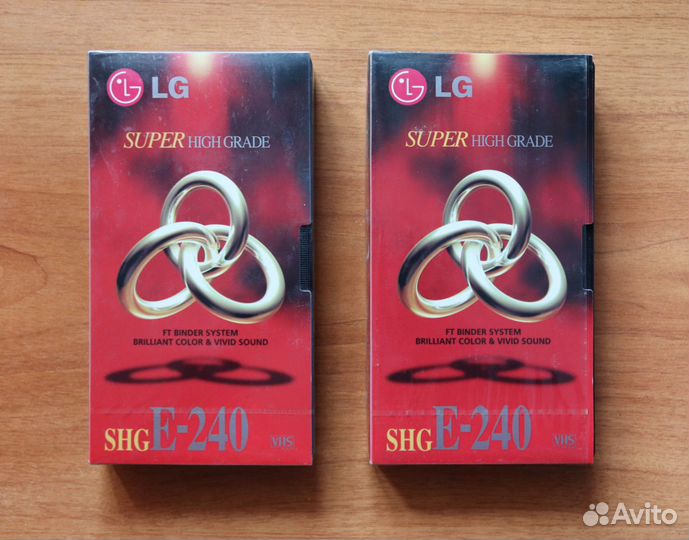 LG
SUPER HIGH GRADE
FT BINDER SYSTEM
BRILLIANT COLOR & VIVID SOUND
SHG E-240
VHS
LG
SUPER HIGH GRADE
FT BINDER SYSTEM
BRILLIANT COLOR & VIVID SOUND
SHG E-240
VHS
Avito